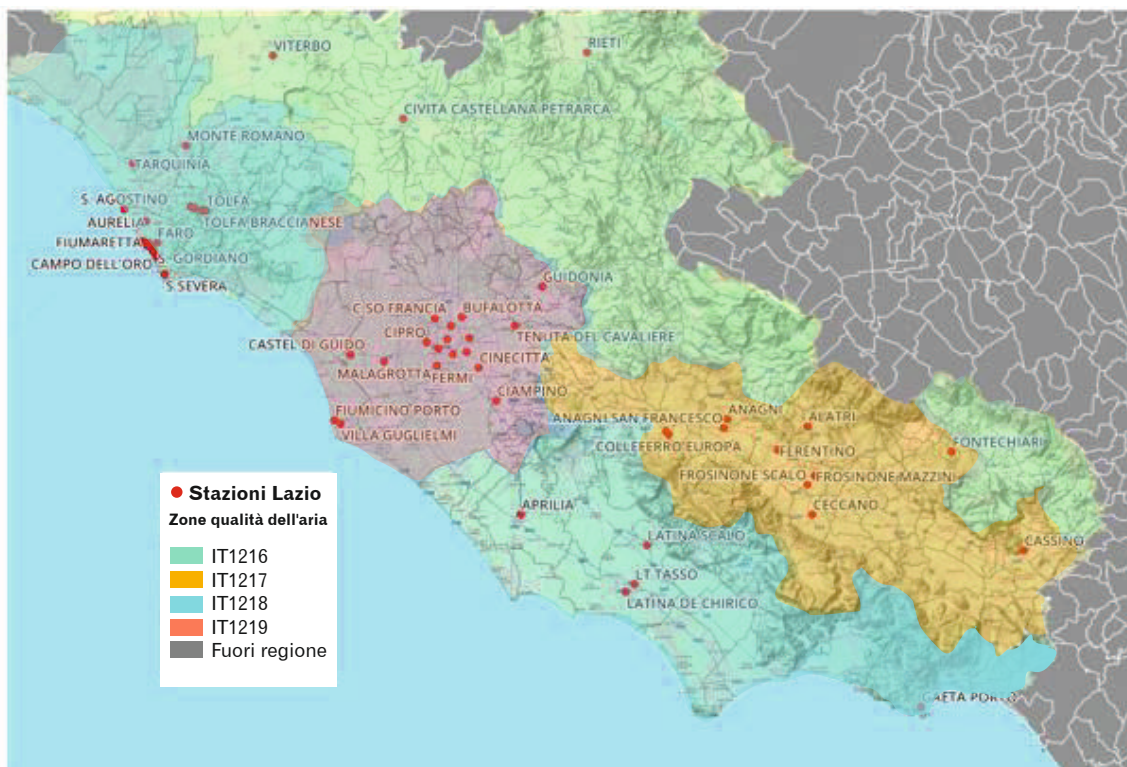 VITERBO
RIETI
CIVITA CASTELLANA PETRARCA
MONTE ROMANO
TARQUINIA
S. AGOSTINO
TOLFA
AURELIA
TOLFA BRACCIANESE
FARO
FIUMARETTA
S. GORDIANO
CAMPO DELL'ORO
S SEVERA
GUIDONIA
C.SO FRANCIA
BUFALOTTA
CIPRO
TENUTA DEL CAVALIERE
CASTEL DI GUIDO
CINECITTA
MALAGROTTA
FERMI
CIAMPINO
FIUMICINO PORTO
VILLA GUGLIELMI
ANAGNI SAN FRANCESCO
ANAGNI
ALATRI
COLLEFERRO EUROPA
FERENTINO
FONTECHIARI
FROSINONE SCALO
FROSINONE MAZZINI
CECCANO
APRILIA
LATINA SCALO
CASSINO
LT TASSO
LATINA DE CHIRICO
GAETA PORTO
Stazioni Lazio
Zone qualità dell'aria
IT1216
IT1217
IT1218
IT1219
Fuori regione